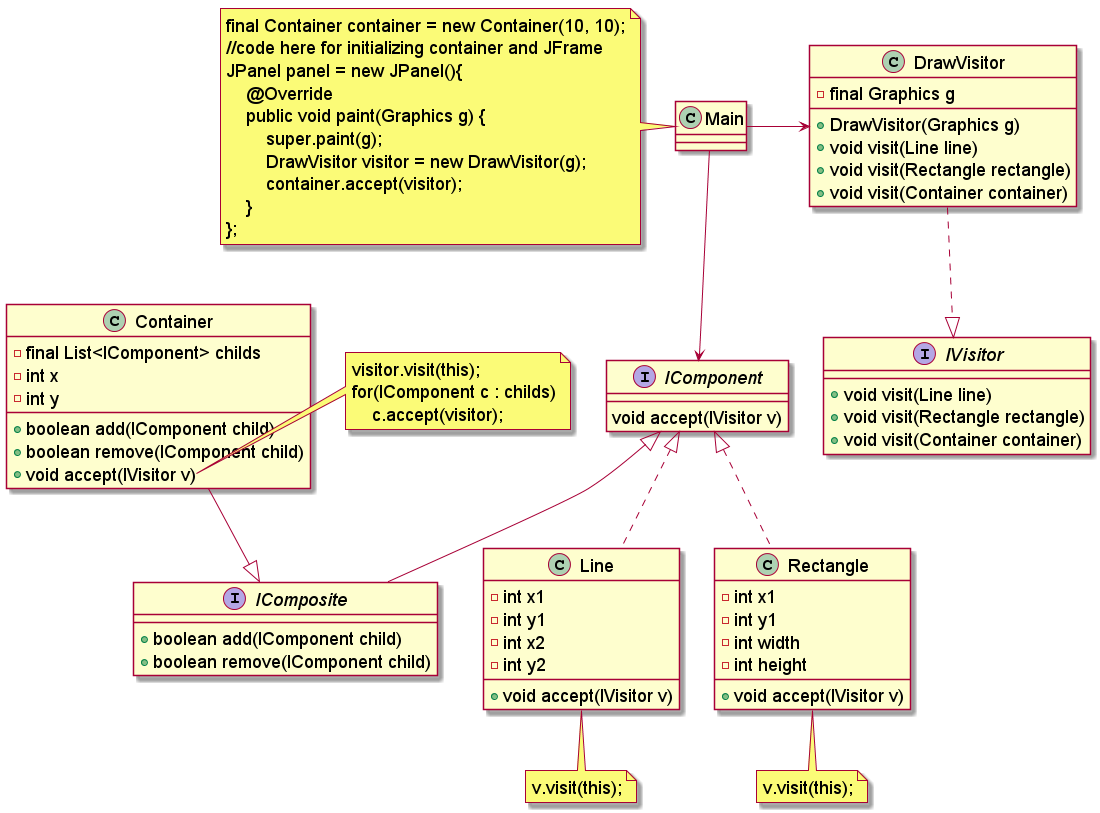 final Container container = new Container(10, 10);
//code here for initializing container and JFrame
JPanel panel = new JPanel(){
@Override
public void paint(Graphics g) {
super.paint(g);
DrawVisitor visitor = new DrawVisitor(g);
container.accept(visitor);
}
};
C Main
C DrawVisitor
final Graphics g
DrawVisitor(Graphics g)
void visit(Line line)
void visit(Rectangle rectangle)
void visit(Container container)
C Container
final List<IComponent> childs
int x
int y
boolean add(IComponent child)
boolean remove(IComponent child)
void accept(IVisitor v)
visitor.visit(this);
for(IComponent c : childs)
c.accept(visitor);
I IComponent
void accept(IVisitor v)
I IVisitor
void visit(Line line)
void visit(Rectangle rectangle)
void visit(Container container)
I IComposite
boolean add(IComponent child)
boolean remove(IComponent child)
C Line
int x1
int y1
int x2
int y2
void accept(IVisitor v)
C Rectangle
int x1
int y1
int width
int height
void accept(IVisitor v)
v.visit(this);
v.visit(this);